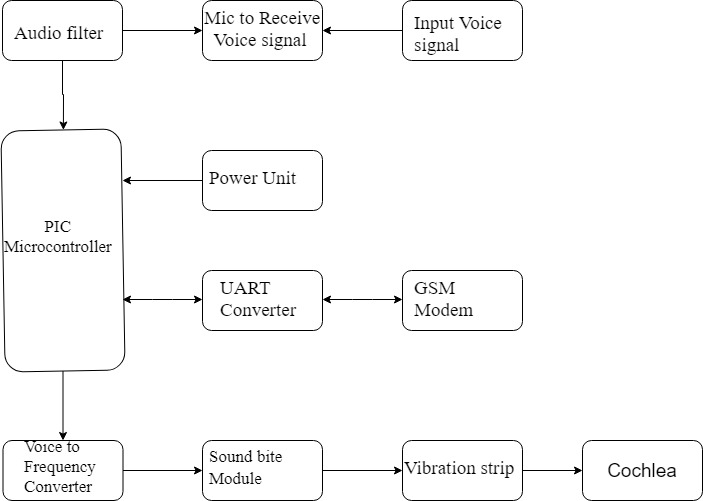 Audio filter
Mic to Receive
Voice signal
Input Voice
signal
Power Unit
PIC
Microcontroller
UART
Converter
GSM
Modem
Voice to
Frequency
Converter
Sound bite
Module
Vibration strip
Cochlea